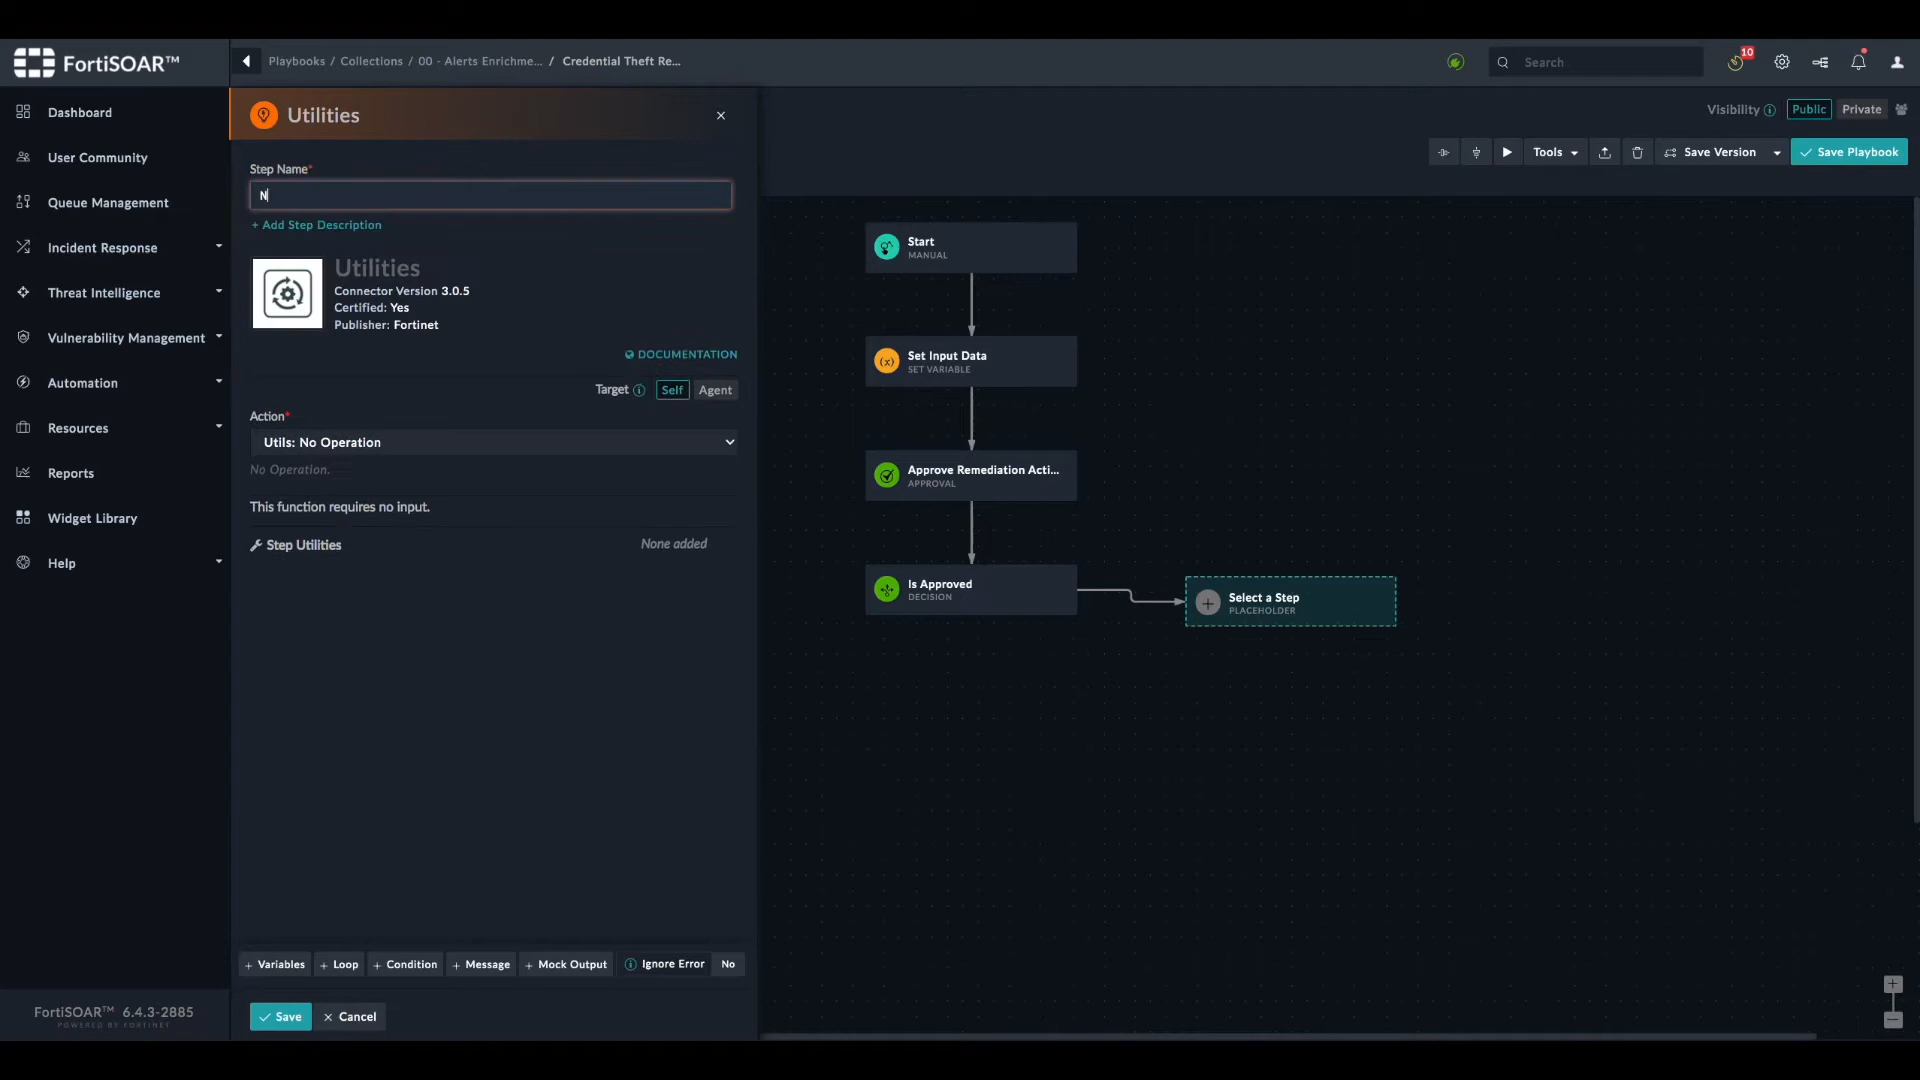 FortiSOAR™
Playbooks / Collections / 00 - Alerts Enrichme... / Credential Theft Re...
Search
10
Dashboard
User Community
Queue Management
Incident Response
Threat Intelligence
Vulnerability Management
Automation
Resources
Reports
Widget Library
Help
FortiSOAR™ 6.4.3-2885
POWERED BY FORTINET
Utilities
Step Name*
N
+ Add Step Description
Utilities
Connector Version 3.0.5
Certified: Yes
Publisher: Fortinet
DOCUMENTATION
Target Self Agent
Action*
Utils: No Operation
No Operation.
This function requires no input.
Step Utilities None added
+ Variables + Loop + Condition + Message + Mock Output Ignore Error No
Save Cancel
Visibility Public Private
Tools Save Version Save Playbook
Start
MANUAL
Set Input Data
SET VARIABLE
(x)
Approve Remediation Acti...
APPROVAL
Is Approved
DECISION
Select a Step
PLACEHOLDER